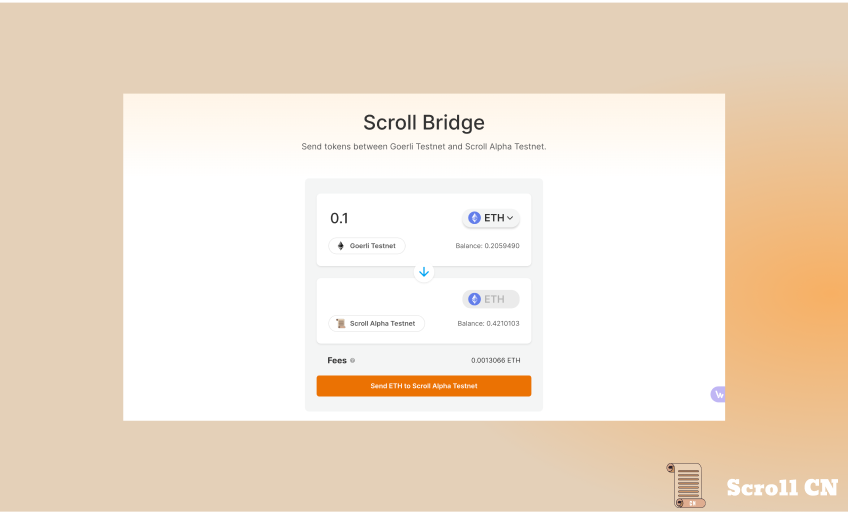 Scroll Bridge
Send tokens between Goerli Testnet and Scroll Alpha Testnet.
0.1
ETH
Goerli Testnet
Balance: 0.2059490
ETH
Scroll Alpha Testnet
Balance: 0.4210103
Fees
0.0013066 ETH
Send ETH to Scroll Alpha Testnet
CN
Scroll CN